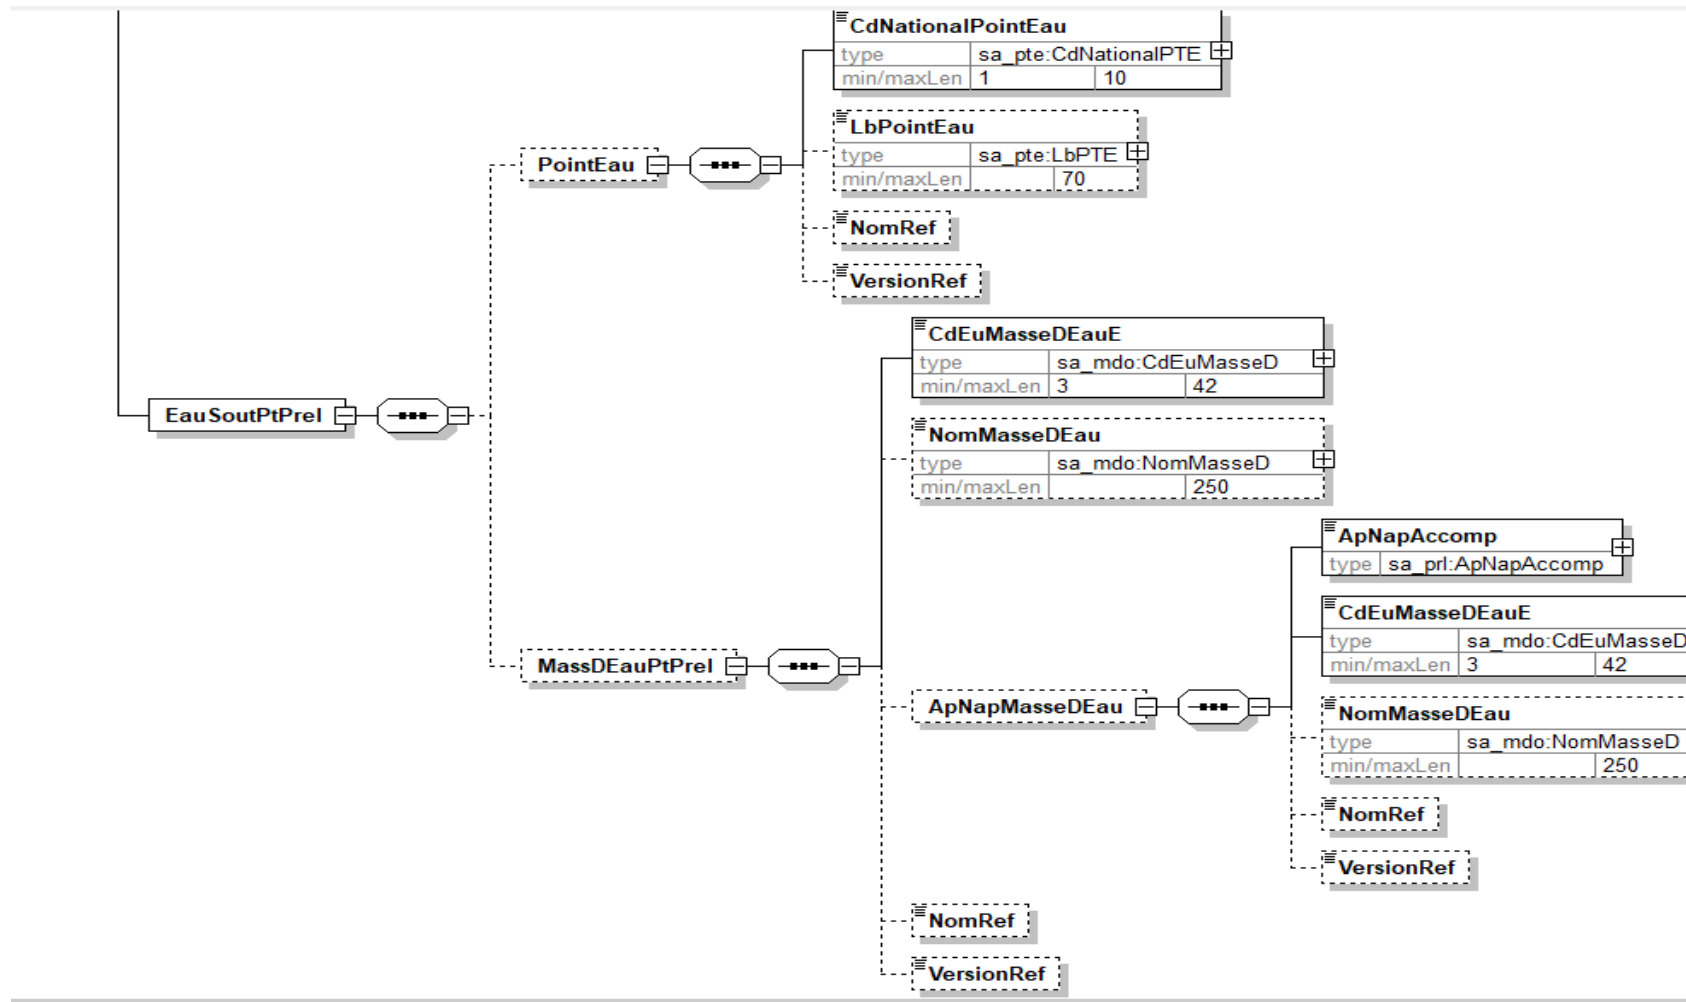 CdNationalPointEau
type sa_pte:CdNationalPTE
min/maxLen 1 10
LbPointEau
type sa_pte:LbPTE
min/maxLen 70
PointEau
NomRef
VersionRef
CdEuMasseDEauE
type sa_mdo:CdEuMasseD
min/maxLen 3 42
EauSoutPtPrel
NomMasseDEau
type sa_mdo:NomMasseD
min/maxLen 250
ApNapAccomp
type sa_prl:ApNapAccomp
CdEuMasseDEauE
type sa_mdo:CdEuMasseD
min/maxLen 3 42
MassDEauPtPrel
ApNapMasseDEau
NomMasseDEau
type sa_mdo:NomMasseD
min/maxLen 250
NomRef
VersionRef
NomRef
VersionRef